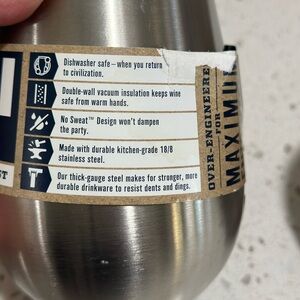 Dishwasher safe – when you return
to civilization.
Double-wall vacuum insulation keeps wine
safe from warm hands.
No Sweat™ Design won't dampen
the party.
Made with durable kitchen-grade 18/8
stainless steel.
Our thick-gauge steel makes for stronger, more
durable drinkware to resist dents and dings.
OVER-ENGINEERE
FOR
MAXIMU